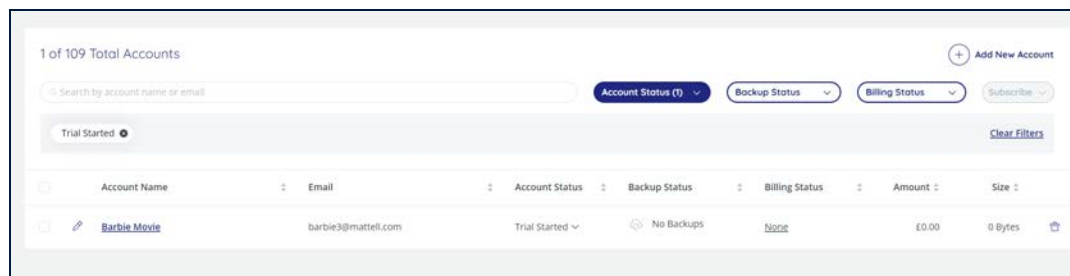 1 of 109 Total Accounts
Add New Account
Search by account name or email
Account Status (1)
Backup Status
Billing Status
Subscribe
Trial Started
Clear Filters
Account Name Email Account Status Backup Status Billing Status Amount Size
Barbie Movie barbie3@mattell.com Trial Started No Backups None £0.00 0 Bytes